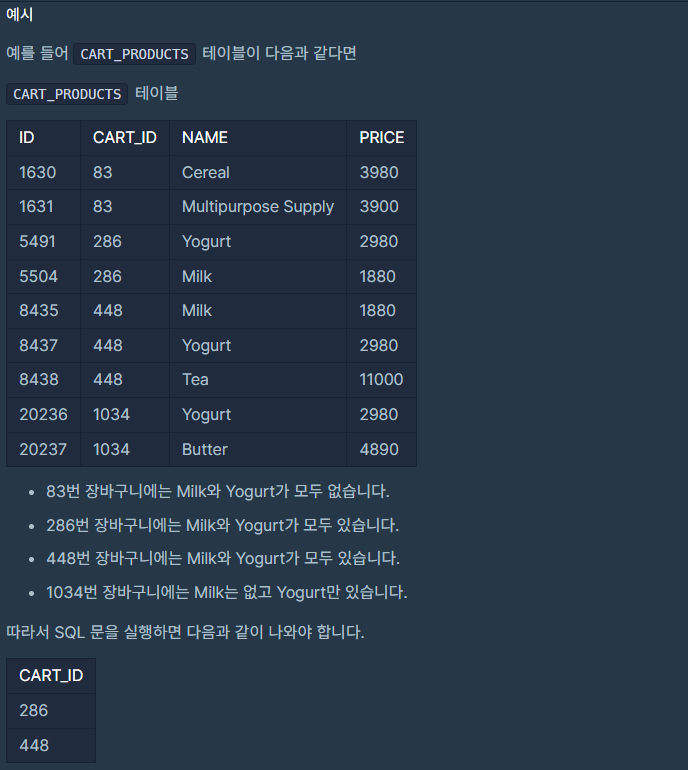 예시
예를 들어 CART_PRODUCTS 테이블이 다음과 같다면
CART_PRODUCTS 테이블
ID CART_ID NAME PRICE
1630 83 Cereal 3980
1631 83 Multipurpose Supply 3900
5491 286 Yogurt 2980
5504 286 Milk 1880
8435 448 Milk 1880
8437 448 Yogurt 2980
8438 448 Tea 11000
20236 1034 Yogurt 2980
20237 1034 Butter 4890
• 83번 장바구니에는 Milk와 Yogurt가 모두 없습니다.
• 286번 장바구니에는 Milk와 Yogurt가 모두 있습니다.
• 448번 장바구니에는 Milk와 Yogurt가 모두 있습니다.
• 1034번 장바구니에는 Milk는 없고 Yogurt만 있습니다.
따라서 SQL 문을 실행하면 다음과 같이 나와야 합니다.
CART_ID
286
448